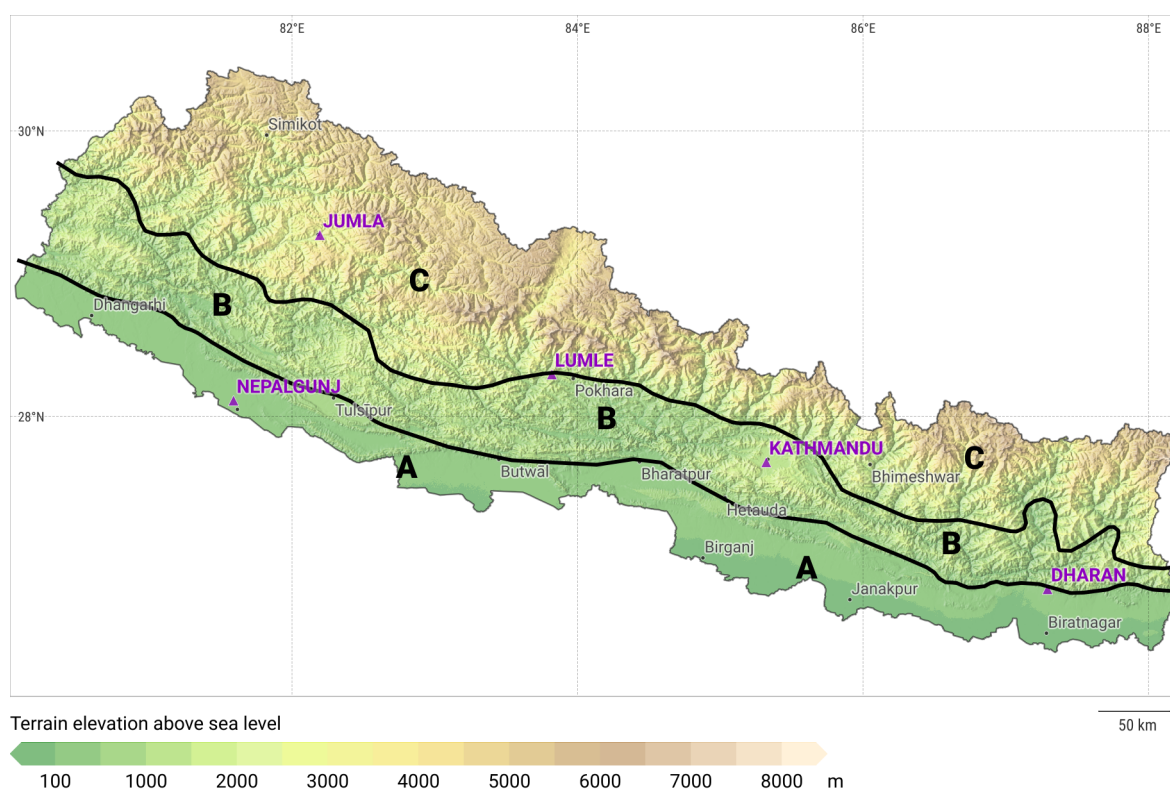 82°E 84°E 86°E 88°E
30°N
Simikot
JUMLA
C
B
Dhangarhi
LUMLE
NEPALGUNJ
Pokhara
Tulsīpur
28°N
B
KATHMANDU
C
A
Butwāl
Bharatpur
Bhimeshwar
Hetauda
B
Birganj
A
DHARAN
Janakpur
Biratnagar
Terrain elevation above sea level
50 km
100 1000 2000 3000 4000 5000 6000 7000 8000 m